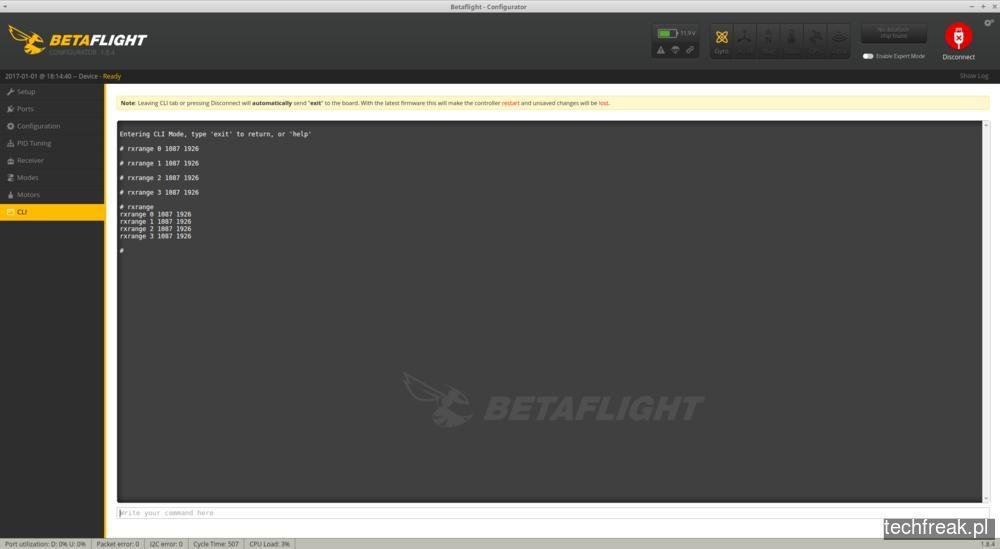 Betaflight - Configurator
BETAFLIGHT
CONFIGURATOR 1.8.4
11.9 V
Gyro
No dataflash
chip found
Enable Expert Mode
Disconnect
2017-01-01 @ 18:14:40 -- Device - Ready
Show Log
Setup
Ports
Configuration
PID Tuning
Receiver
Modes
Motors
CLI
Note: Leaving CLI tab or pressing Disconnect will automatically send "exit" to the board. With the latest firmware this will make the controller restart and unsaved changes will be lost.
Entering CLI Mode, type 'exit' to return, or 'help'
# rxrange 0 1087 1926
# rxrange 1 1087 1926
# rxrange 2 1087 1926
# rxrange 3 1087 1926
# rxrange
rxrange 0 1087 1926
rxrange 1 1087 1926
rxrange 2 1087 1926
rxrange 3 1087 1926
#
BETAFLIGHT
Write your command here
techfreak.pl
Port utilization: D: 0% U: 0%
Packet error: 0
I2C error: 0
Cycle Time: 507
CPU Load: 3%
1.8.4